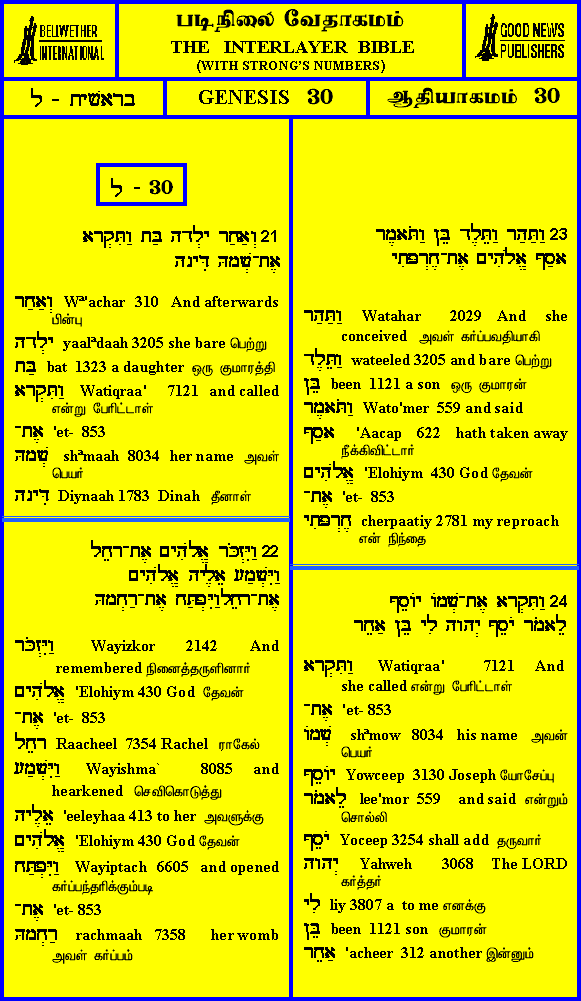 BELLWETHER
INTERNATIONAL
படிநிலை வேதாகமம்
THE INTERLAYER BIBLE
(WITH STRONG'S NUMBERS)
GOOD NEWS
PUBLISHERS
בראשית - ל
GENESIS 30
ஆதியாகமம் 30
ל - 30
21 וְאַחַר יָלְדָה בַּת וַתִּקְרָא
אֶת־שְׁמָהּ דִּינָה
וְאַחַר Wª'achar 310 And afterwards
பின்பு
יָלְדָה yaalªdaah 3205 she bare பெற்று
בַּת bat 1323 a daughter ஒரு குமாரத்தி
וַתִּקְרָא Watiqraa' 7121 and called
என்று பேரிட்டாள்
אֶת־ 'et- 853
שְׁמָהּ shªmaah 8034 her name அவள்
பெயர்
דִּינָה Diynaah 1783 Dinah தீனாள்
22 וַיִּזְכֹּר אֱלֹהִים אֶת־רָחֵל
וַיִּשְׁמַע אֵלֶיהָ אֱלֹהִים
אֶת־רָחֵל וַיִּפְתַּח אֶת־רַחְמָהּ
וַיִּזְכֹּר Wayizkor 2142 And
remembered நினைத்தருளினார்
אֱלֹהִים 'Elohiym 430 God தேவன்
אֶת־ 'et- 853
רָחֵל Raacheel 7354 Rachel ராகேல்
וַיִּשְׁמַע Wayishma` 8085 and
hearkened செவிகொடுத்து
אֵלֶיהָ 'eeleyhaa 413 to her அவளுக்கு
אֱלֹהִים 'Elohiym 430 God தேவன்
וַיִּפְתַּח Wayiptach 6605 and opened
கர்ப்பந்தரிக்கும்படி
אֶת־ 'et- 853
רַחְמָהּ rachmaah 7358 her womb
அவள் கர்ப்பம்
23 וַתַּהַר וַתֵּלֶד בֵּן וַתֹּאמֶר
אָסַף אֱלֹהִים אֶת־חֶרְפָּתִי
וַתַּהַר Watahar 2029 And she
conceived அவள் கர்ப்பவதியாகி
וַתֵּלֶד wateeled 3205 and bare பெற்று
בֵּן been 1121 a son ஒரு குமாரன்
וַתֹּאמֶר Wato'mer 559 and said
אָסַף 'Aacap 622 hath taken away
நீக்கிவிட்டார்
אֱלֹהִים 'Elohiym 430 God தேவன்
אֶת־ 'et- 853
חֶרְפָּתִי cherpaatiy 2781 my reproach
என் நிந்தை
24 וַתִּקְרָא אֶת־שְׁמוֹ יוֹסֵף
לֵאמֹר יֹסֵף יְהוָה לִי בֵּן אַחֵר
וַתִּקְרָא Watiqraa' 7121 And
she called என்று பேரிட்டாள்
אֶת־ 'et- 853
שְׁמוֹ shªmow 8034 his name அவன்
பெயர்
יוֹסֵף Yowceep 3130 Joseph யோசேப்பு
לֵאמֹר lee'mor 559 and said என்றும்
சொல்லி
יֹסֵף Yoceep 3254 shall add தருவார்
יְהוָה Yahweh 3068 The LORD
கர்த்தர்
לִי liy 3807 a to me எனக்கு
בֵּן been 1121 son குமாரன்
אַחֵר 'acheer 312 another இன்னும்